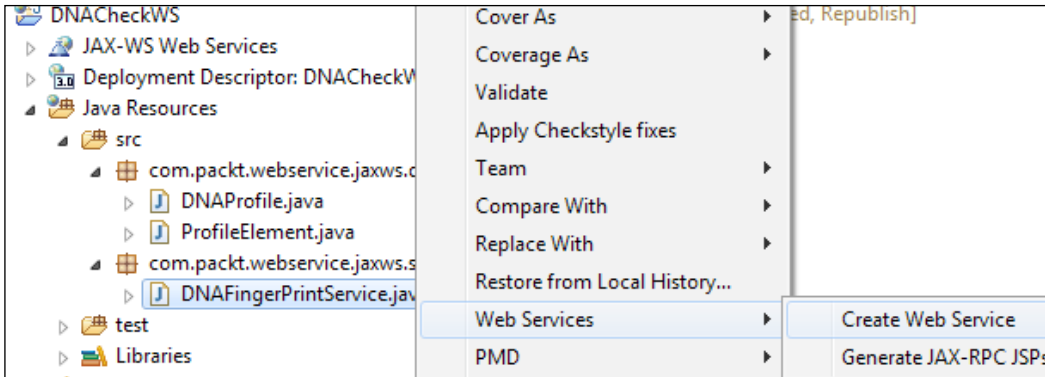 DNACheckWS
JAX-WS Web Services
3.0 Deployment Descriptor: DNACheckW
Java Resources
src
com.packt.webservice.jaxws.
DNAProfile.java
ProfileElement.java
com.packt.webservice.jaxws.s
DNAFingerPrintService.jav
test
Libraries
Cover As
Coverage As
Validate
Apply Checkstyle fixes
Team
Compare With
Replace With
Restore from Local History...
Web Services
PMD
ed, Republish]
Create Web Service
Generate JAX-RPC JSPs